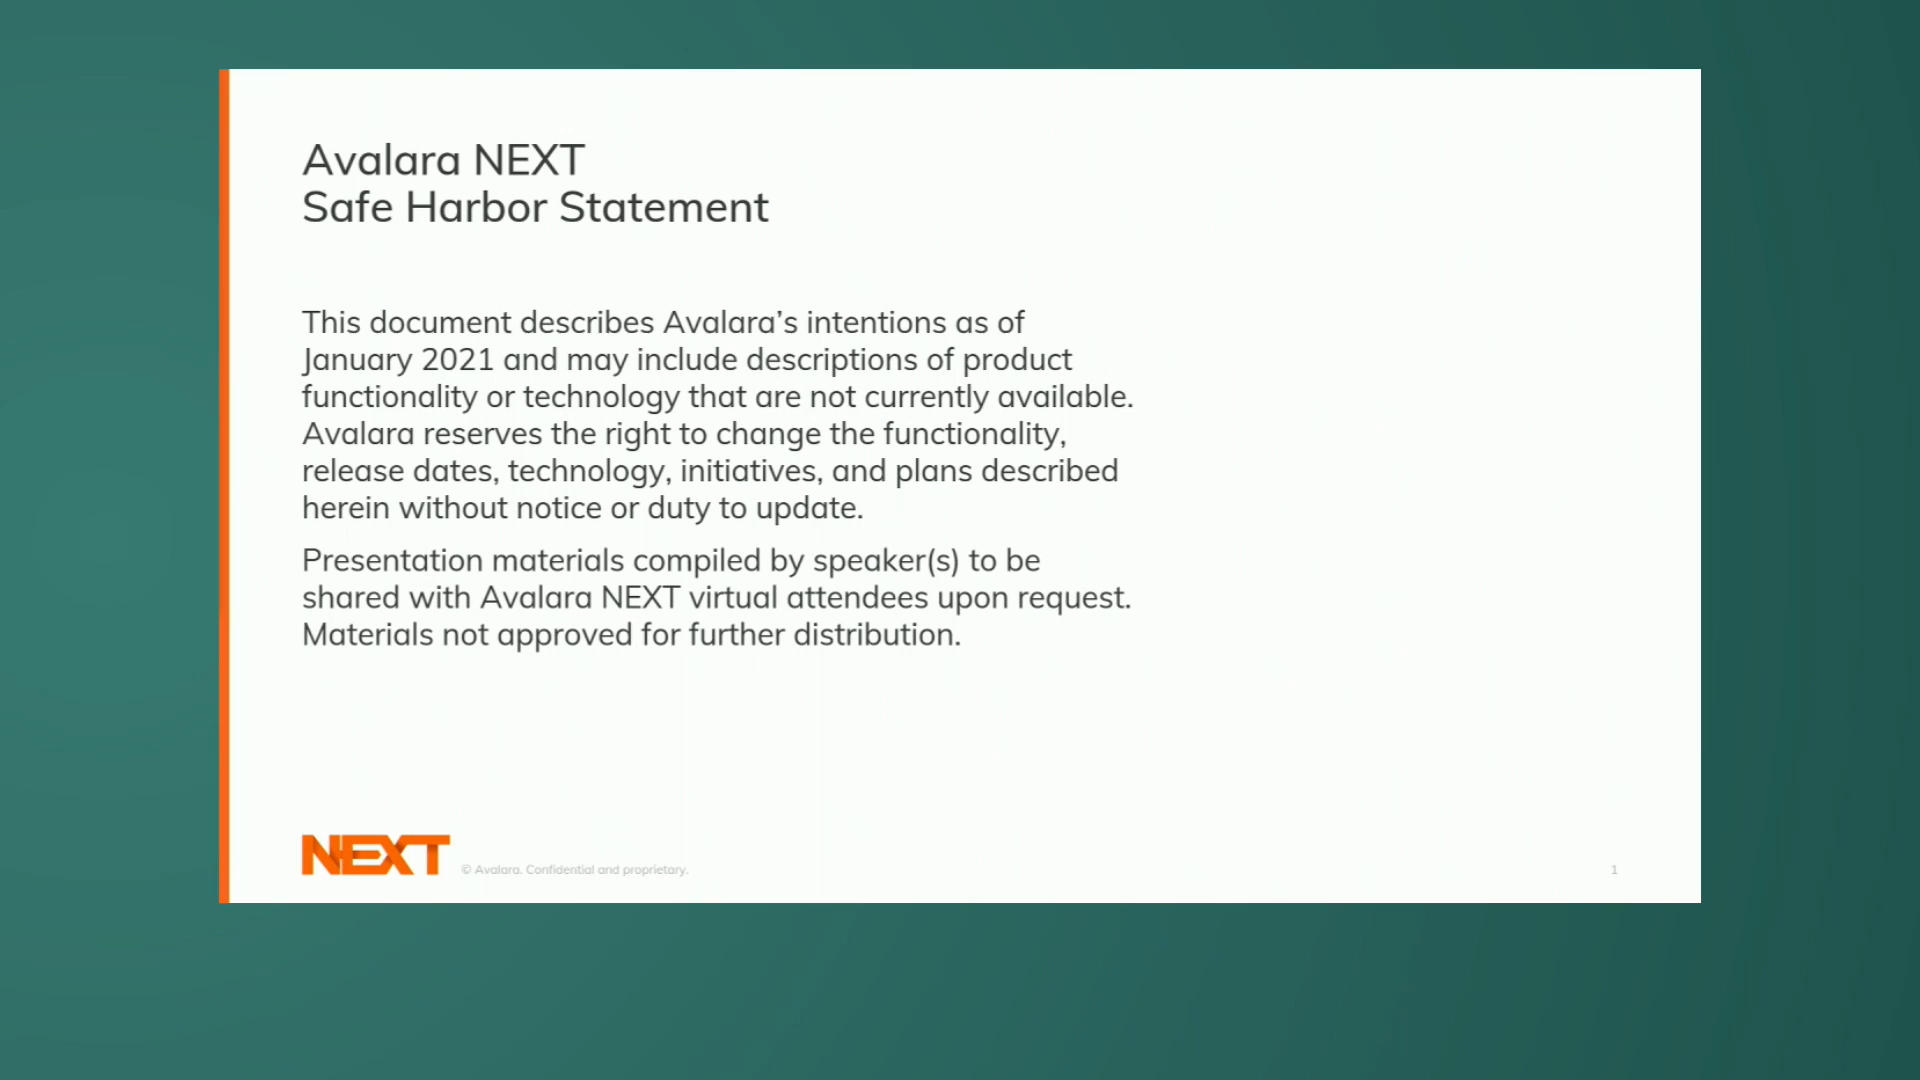 Avalara NEXT
Safe Harbor Statement
This document describes Avalara’s intentions as of
January 2021 and may include descriptions of product
functionality or technology that are not currently available.
Avalara reserves the right to change the functionality,
release dates, technology, initiatives, and plans described
herein without notice or duty to update.
Presentation materials compiled by speaker(s) to be
shared with Avalara NEXT virtual attendees upon request.
Materials not approved for further distribution.
NEXT © Avalara. Confidential and proprietary. 1